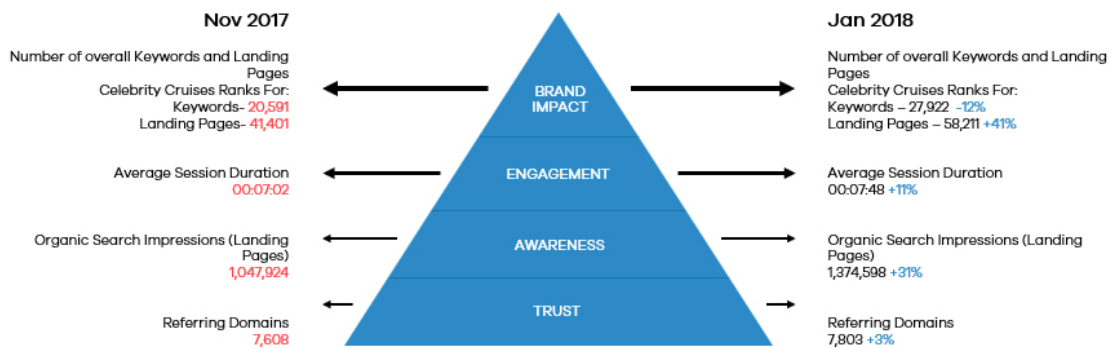 Nov 2017
Number of overall Keywords and Landing
Pages
Celebrity Cruises Ranks For:
Keywords- 20,591
Landing Pages- 41,401
Average Session Duration
00:07:02
Organic Search Impressions (Landing
Pages)
1,047,924
Referring Domains
7,608
BRAND
IMPACT
ENGAGEMENT
AWARENESS
TRUST
Jan 2018
Number of overall Keywords and Landing
Pages
Celebrity Cruises Ranks For:
Keywords – 27,922 -12%
Landing Pages – 58,211 +41%
Average Session Duration
00:07:48 +11%
Organic Search Impressions (Landing
Pages)
1,374,598 +31%
Referring Domains
7,803 +3%